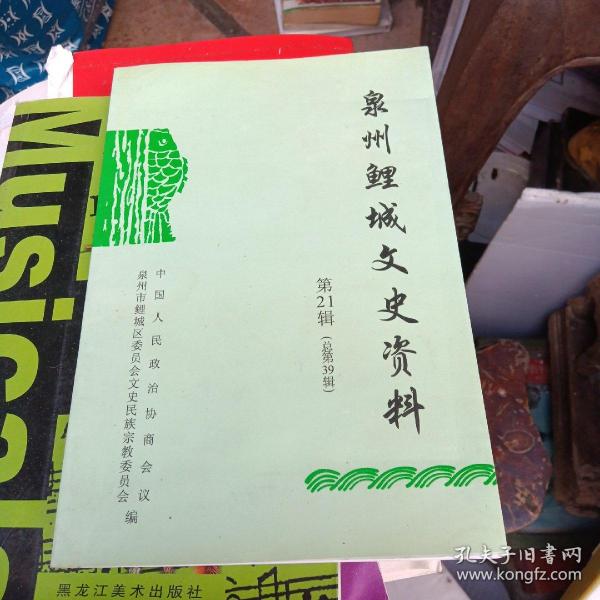 泉州鲤城文史资料
第21辑
（总第39辑）
中国人民政治协商会议
泉州市鲤城区委员会文史民族宗教委员会 编
Musical
黑龙江美术出版社
孔夫子旧书网
www.kongfz.com